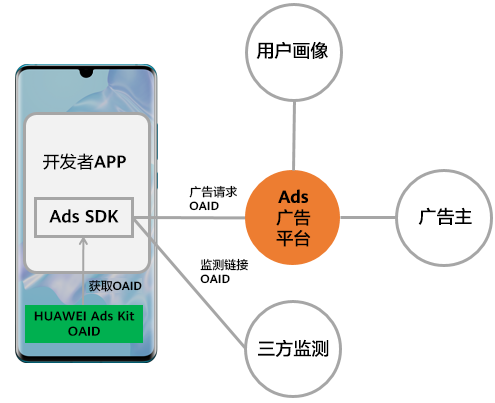 用户画像
开发者APP
Ads SDK
获取OAID
HUAWEI Ads Kit
OAID
广告请求
OAID
监测链接
OAID
Ads
广告
平台
广告主
三方监测